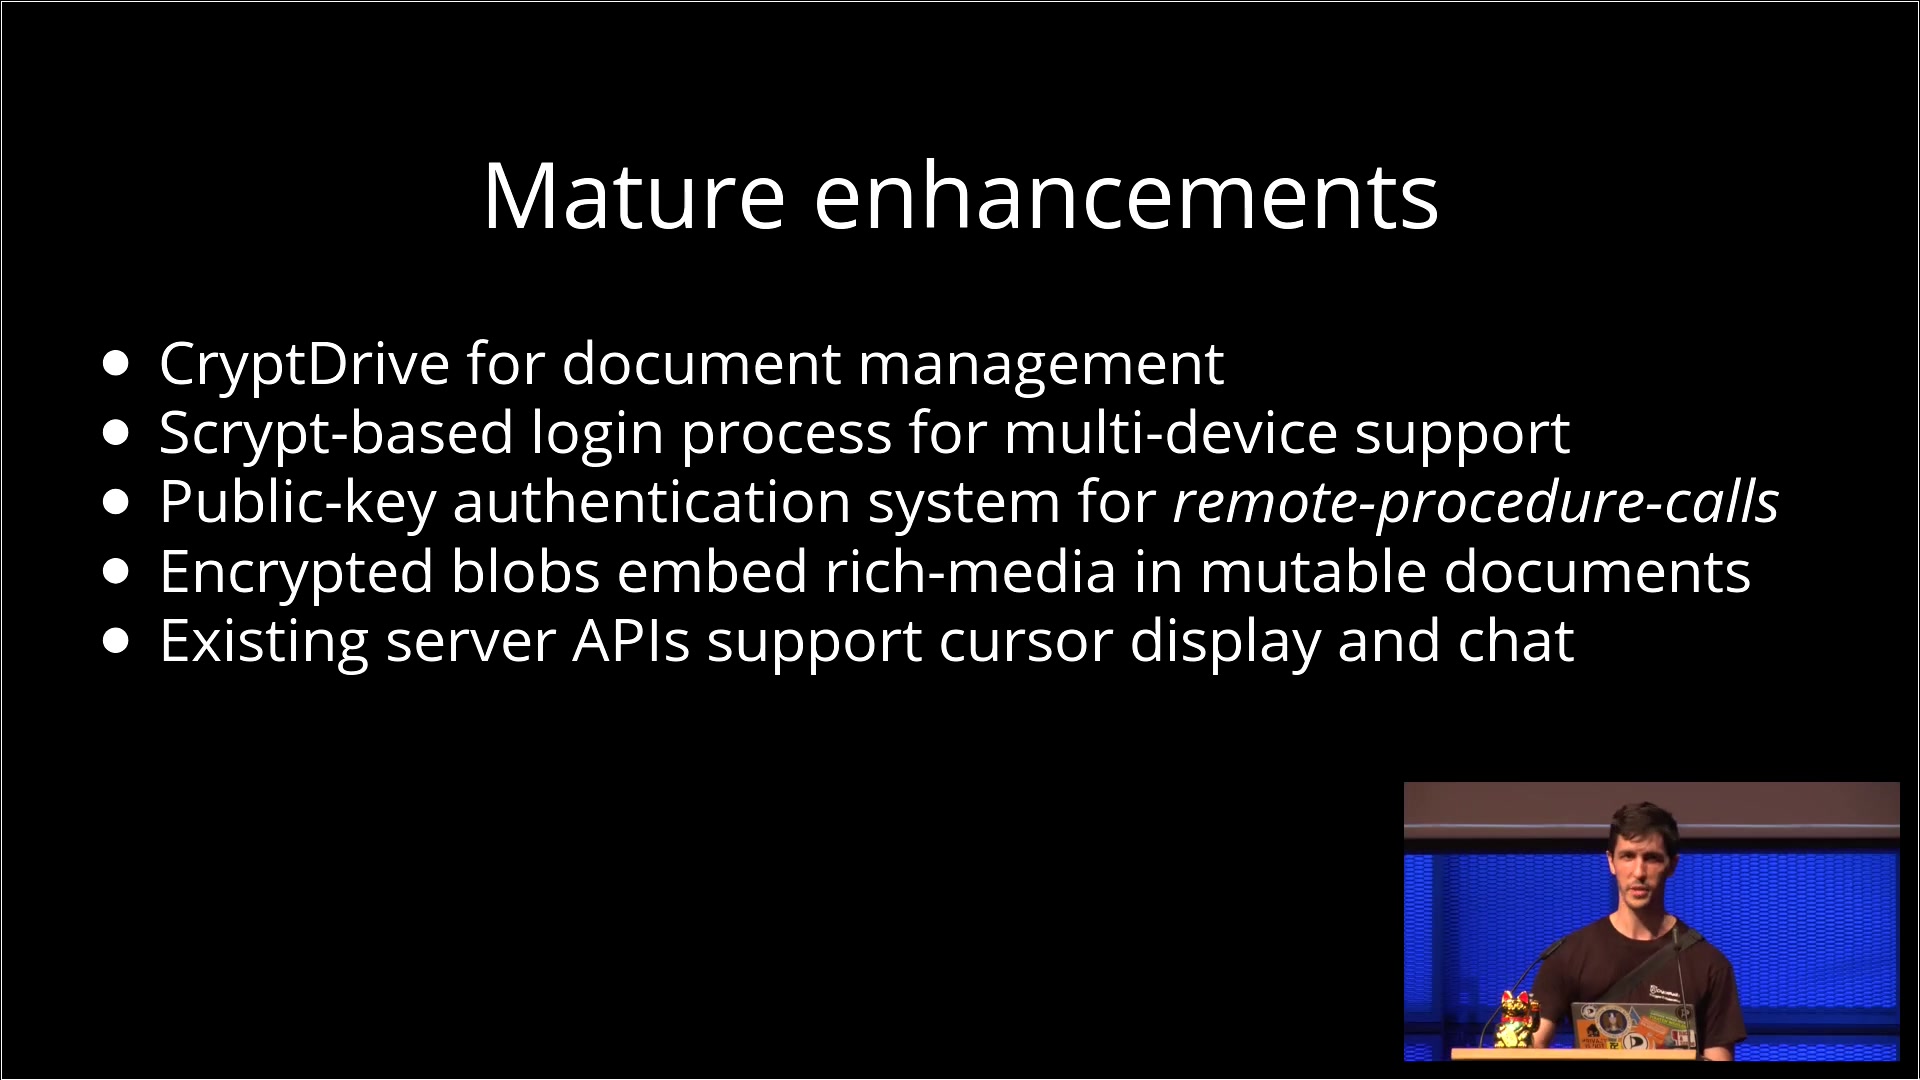 Mature enhancements
● CryptDrive for document management
● Scrypt-based login process for multi-device support
● Public-key authentication system for remote-procedure-calls
● Encrypted blobs embed rich-media in mutable documents
● Existing server APIs support cursor display and chat